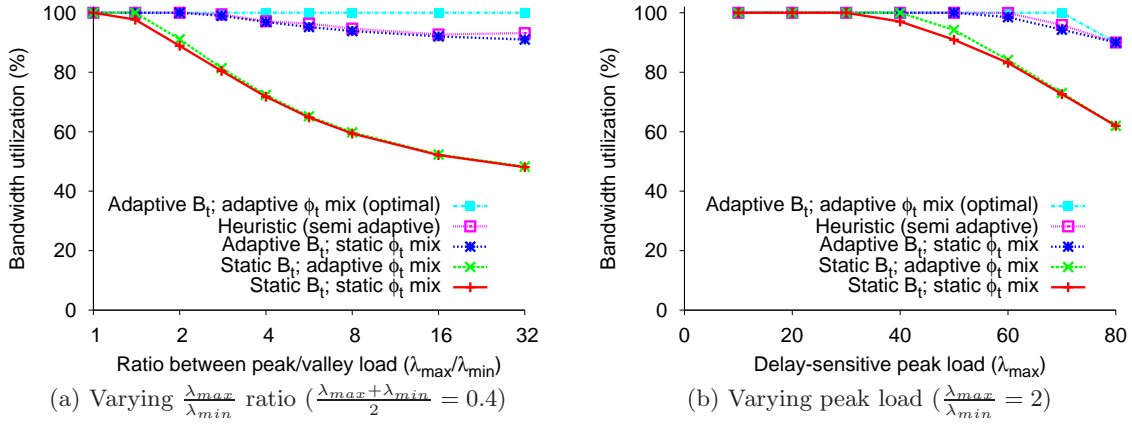 100
80
60
40
20
0
Bandwidth utilization (%)
Adaptive Bt; adaptive ϕt mix (optimal)
Heuristic (semi adaptive)
Adaptive Bt; static ϕt mix
Static Bt; adaptive ϕt mix
Static Bt; static ϕt mix
1 2 4 8 16 32
Ratio between peak/valley load (λmax/λmin)
(a) Varying λmax/λmin ratio (λmax+λmin/2 = 0.4)
100
80
60
40
20
0
Bandwidth utilization (%)
Adaptive Bt; adaptive ϕt mix (optimal)
Heuristic (semi adaptive)
Adaptive Bt; static ϕt mix
Static Bt; adaptive ϕt mix
Static Bt; static ϕt mix
0 20 40 60 80
Delay-sensitive peak load (λmax)
(b) Varying peak load (λmax/λmin = 2)